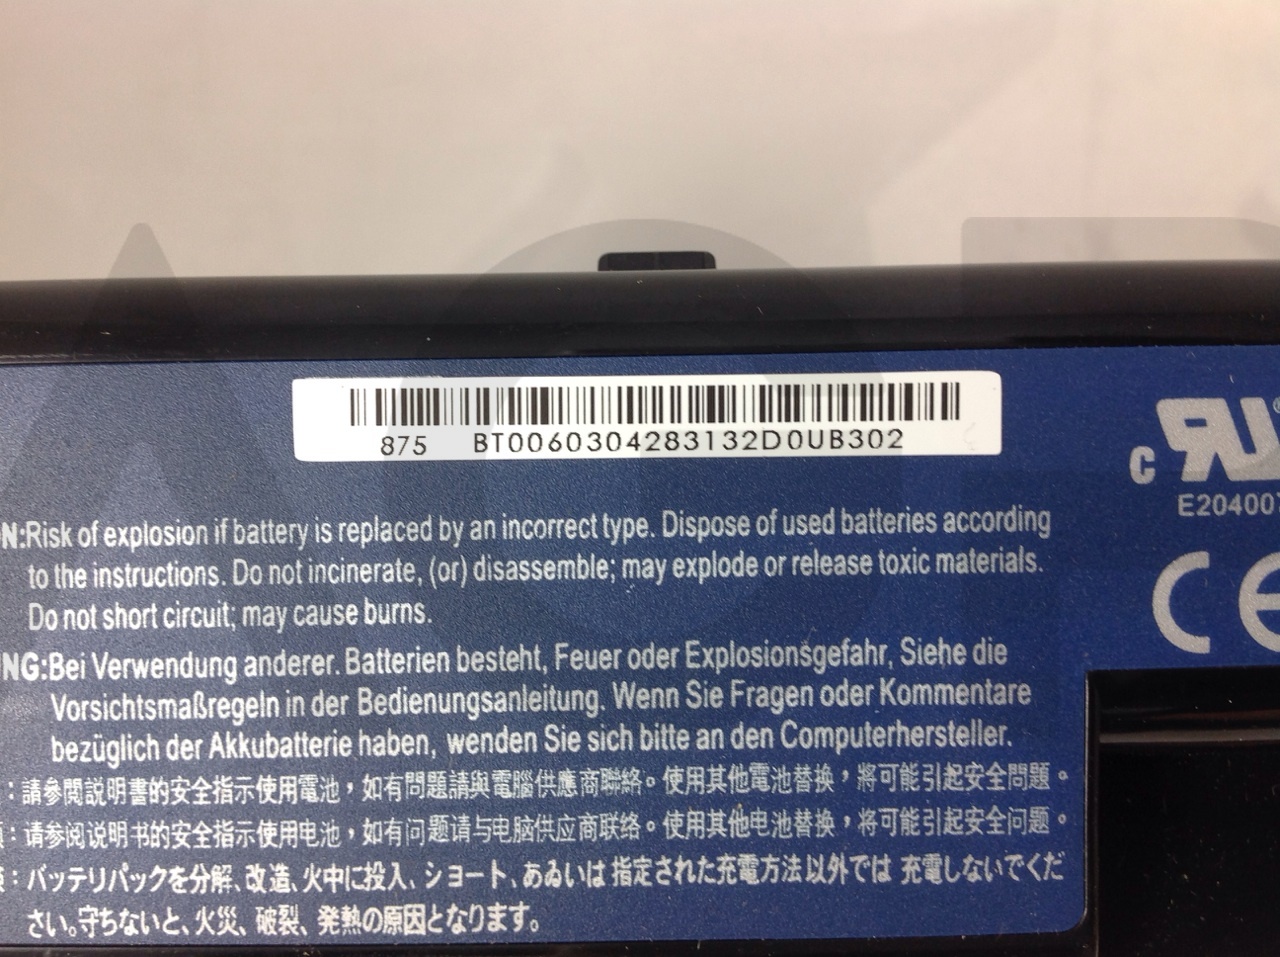 875 BT0060304283132D0UB302
c RU
E20400
N:Risk of explosion if battery is replaced by an incorrect type. Dispose of used batteries according
to the instructions. Do not incinerate, (or) disassemble; may explode or release toxic materials.
Do not short circuit; may cause burns.
CE
NG:Bei Verwendung anderer. Batterien besteht, Feuer oder Explosionsgefahr, Siehe die
Vorsichtsmaßregeln in der Bedienungsanleitung. Wenn Sie Fragen oder Kommentare
bezüglich der Akkubatterie haben, wenden Sie sich bitte an den Computerhersteller.
：請參閱説明書的安全指示使用電池，如有問題請與電腦供應商聯絡。使用其他電池替換，將可能引起安全問題。
：请参阅说明书的安全指示使用电池，如有问题请与电脑供应商联络。使用其他电池替换，将可能引起安全问题。
：バッテリパックを分解、改造、火中に投入、ショート、あるいは 指定された充電方法以外では 充電しないでくだ
さい。守ちないと、火災、破裂、発熱の原因となります。